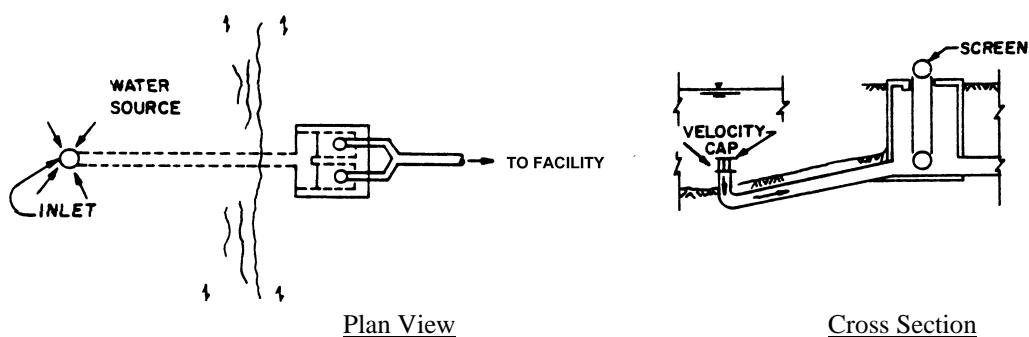 WATER
SOURCE
INLET
TO FACILITY
Plan View
SCREEN
VELOCITY
CAP
Cross Section